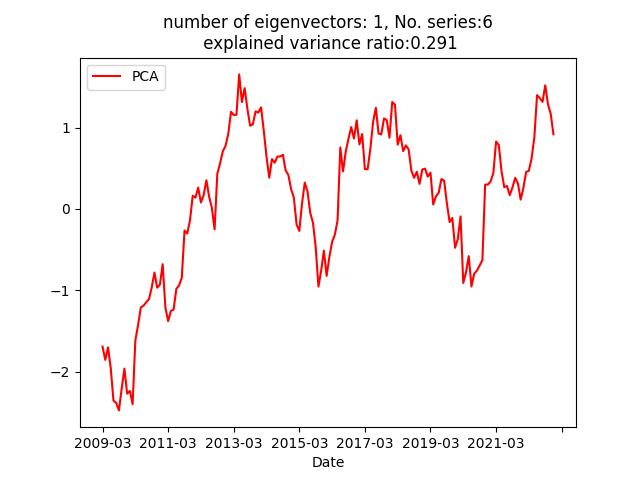 number of eigenvectors: 1, No. series:6
explained variance ratio:0.291
PCA
1
0
−1
−2
2009-03 2011-03 2013-03 2015-03 2017-03 2019-03 2021-03
Date